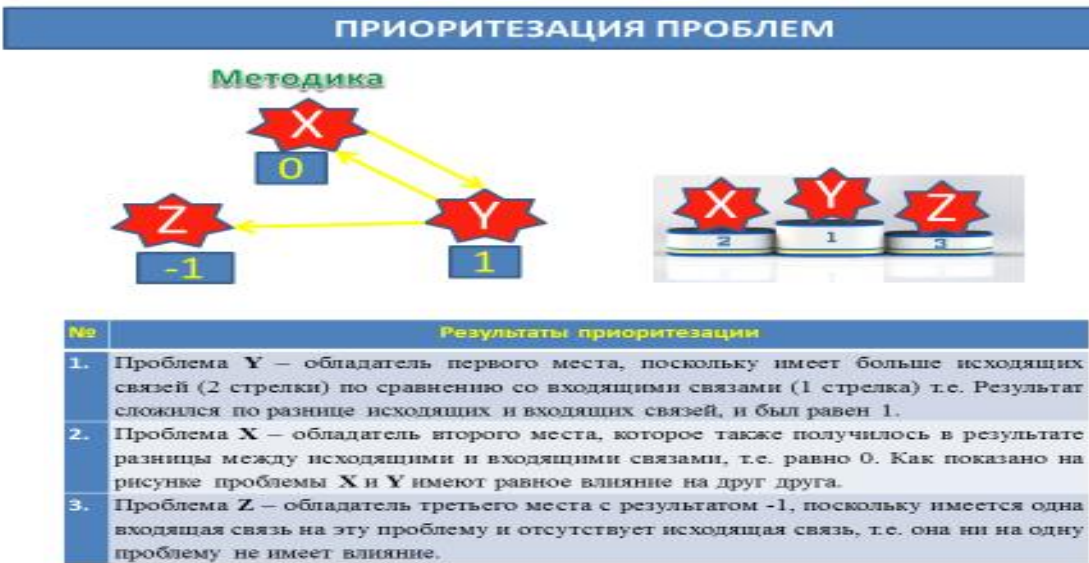 ПРИОРИТЕЗАЦИЯ ПРОБЛЕМ
Методика
X
0
Z
-1
Y
1
X
Y
Z
2
1
3
№ Результаты приоритезации
1. Проблема Y – обладатель первого места, поскольку имеет больше исходящих
связей (2 стрелки) по сравнению со входящими связами (1 стрелка) т.е. Результат
сложился по разнице исходящих и входящих связей, и был равен 1.
2. Проблема X – обладатель второго места, которое также получилось в результате
разницы между исходящими и входящими связами, т.е. равно 0. Как показано на
рисунке проблемы X и Y имеют равное влияние на друг друга.
3. Проблема Z – обладатель третьего места с результатом -1, поскольку имеется одна
входящая связь на эту проблему и отсутствует исходящая связь, т.е. она ни на одну
проблему не имеет влияние.